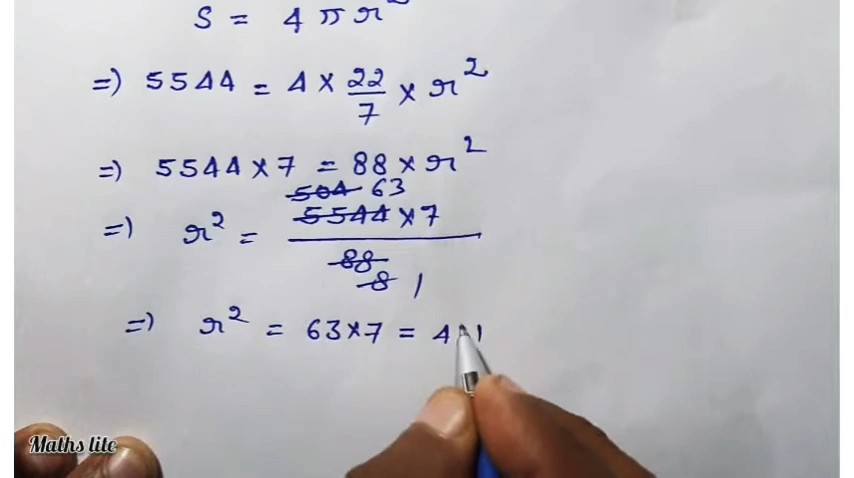 S = 4πr²
=) 5544 = 4 × 22/7 × r²
=) 5544×7 = 88×r²
504 63
=) r² = 5544×7
88
8 1
=) r² = 63×7 = 4
Maths lite